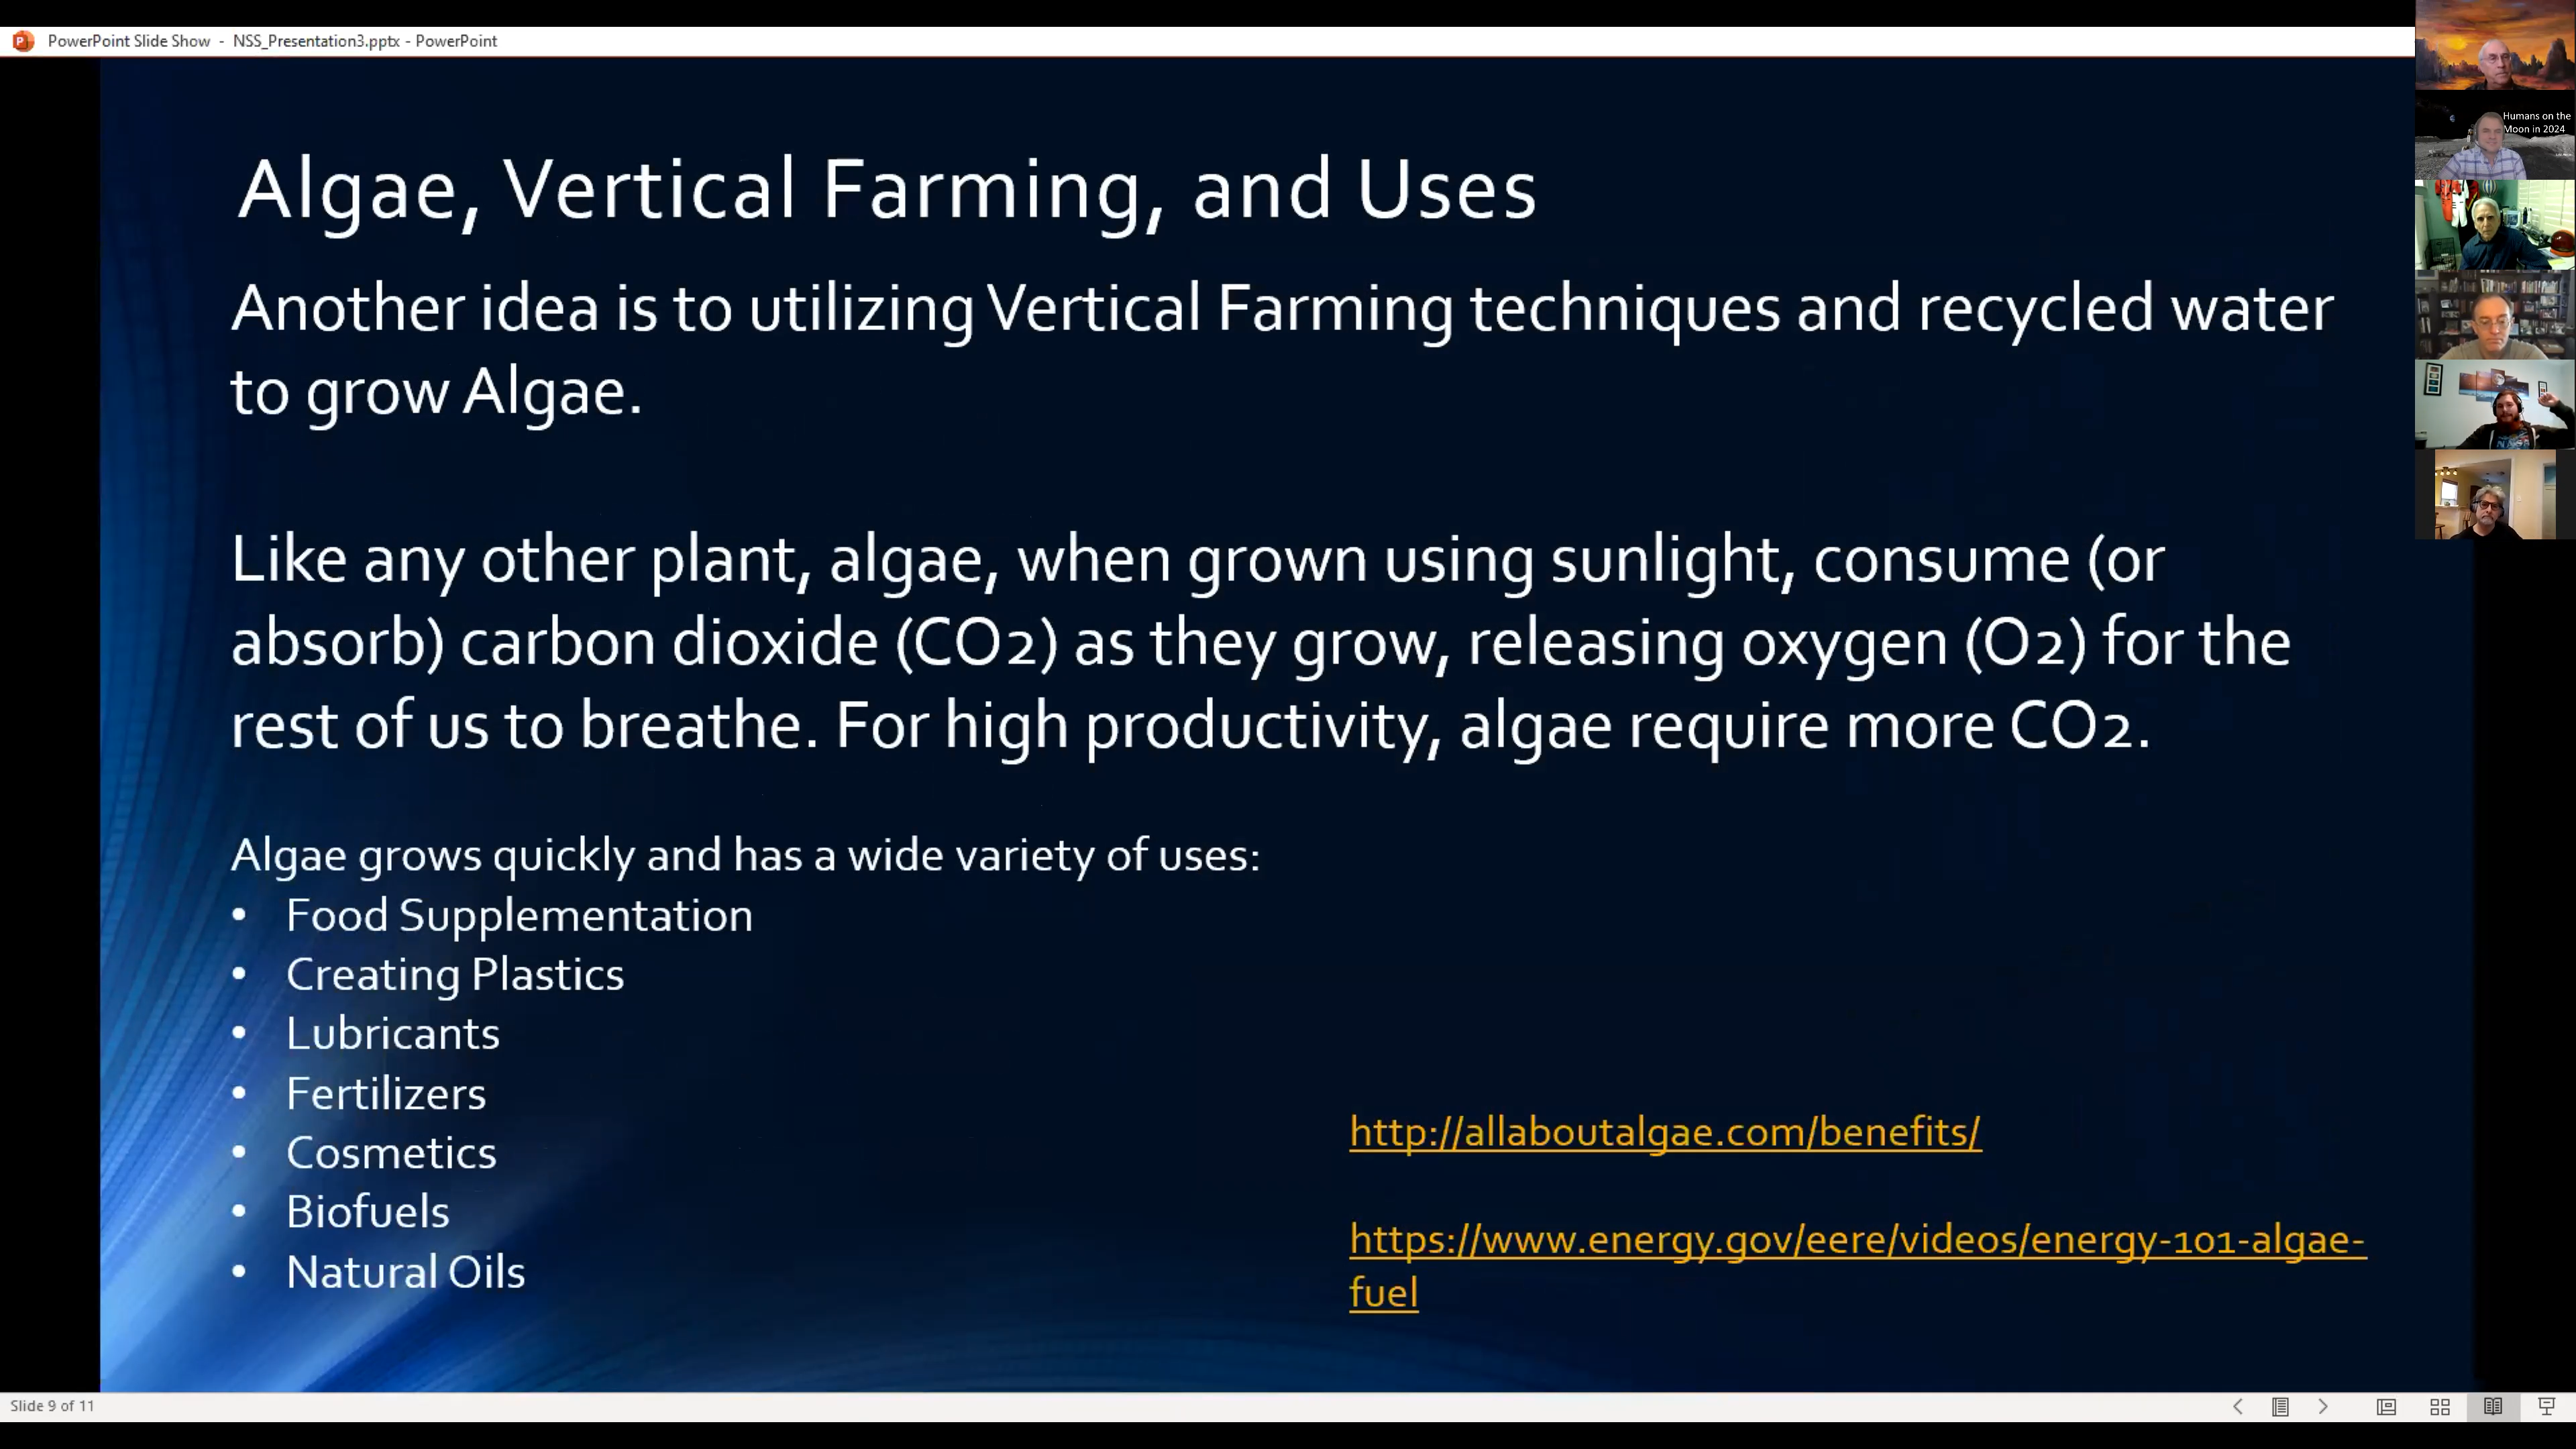 PowerPoint Slide Show - NSS_Presentation3.pptx - PowerPoint
Humans on the
Moon in 2024
Algae, Vertical Farming, and Uses
Another idea is to utilizing Vertical Farming techniques and recycled water
to grow Algae.
Like any other plant, algae, when grown using sunlight, consume (or
absorb) carbon dioxide (CO2) as they grow, releasing oxygen (O2) for the
rest of us to breathe. For high productivity, algae require more CO2.
Algae grows quickly and has a wide variety of uses:
• Food Supplementation
• Creating Plastics
• Lubricants
• Fertilizers
• Cosmetics
• Biofuels
• Natural Oils
http://allaboutalgae.com/benefits/
https://www.energy.gov/eere/videos/energy-101-algae-
fuel
Slide 9 of 11